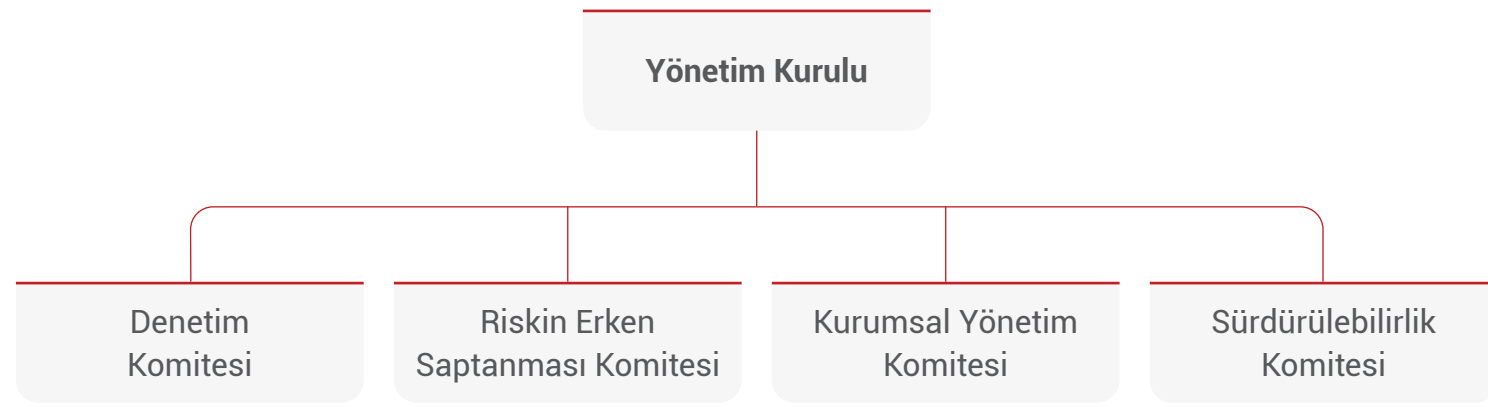 Yönetim Kurulu
Denetim
Komitesi
Riskin Erken
Saptanması Komitesi
Kurumsal Yönetim
Komitesi
Sürdürülebilirlik
Komitesi